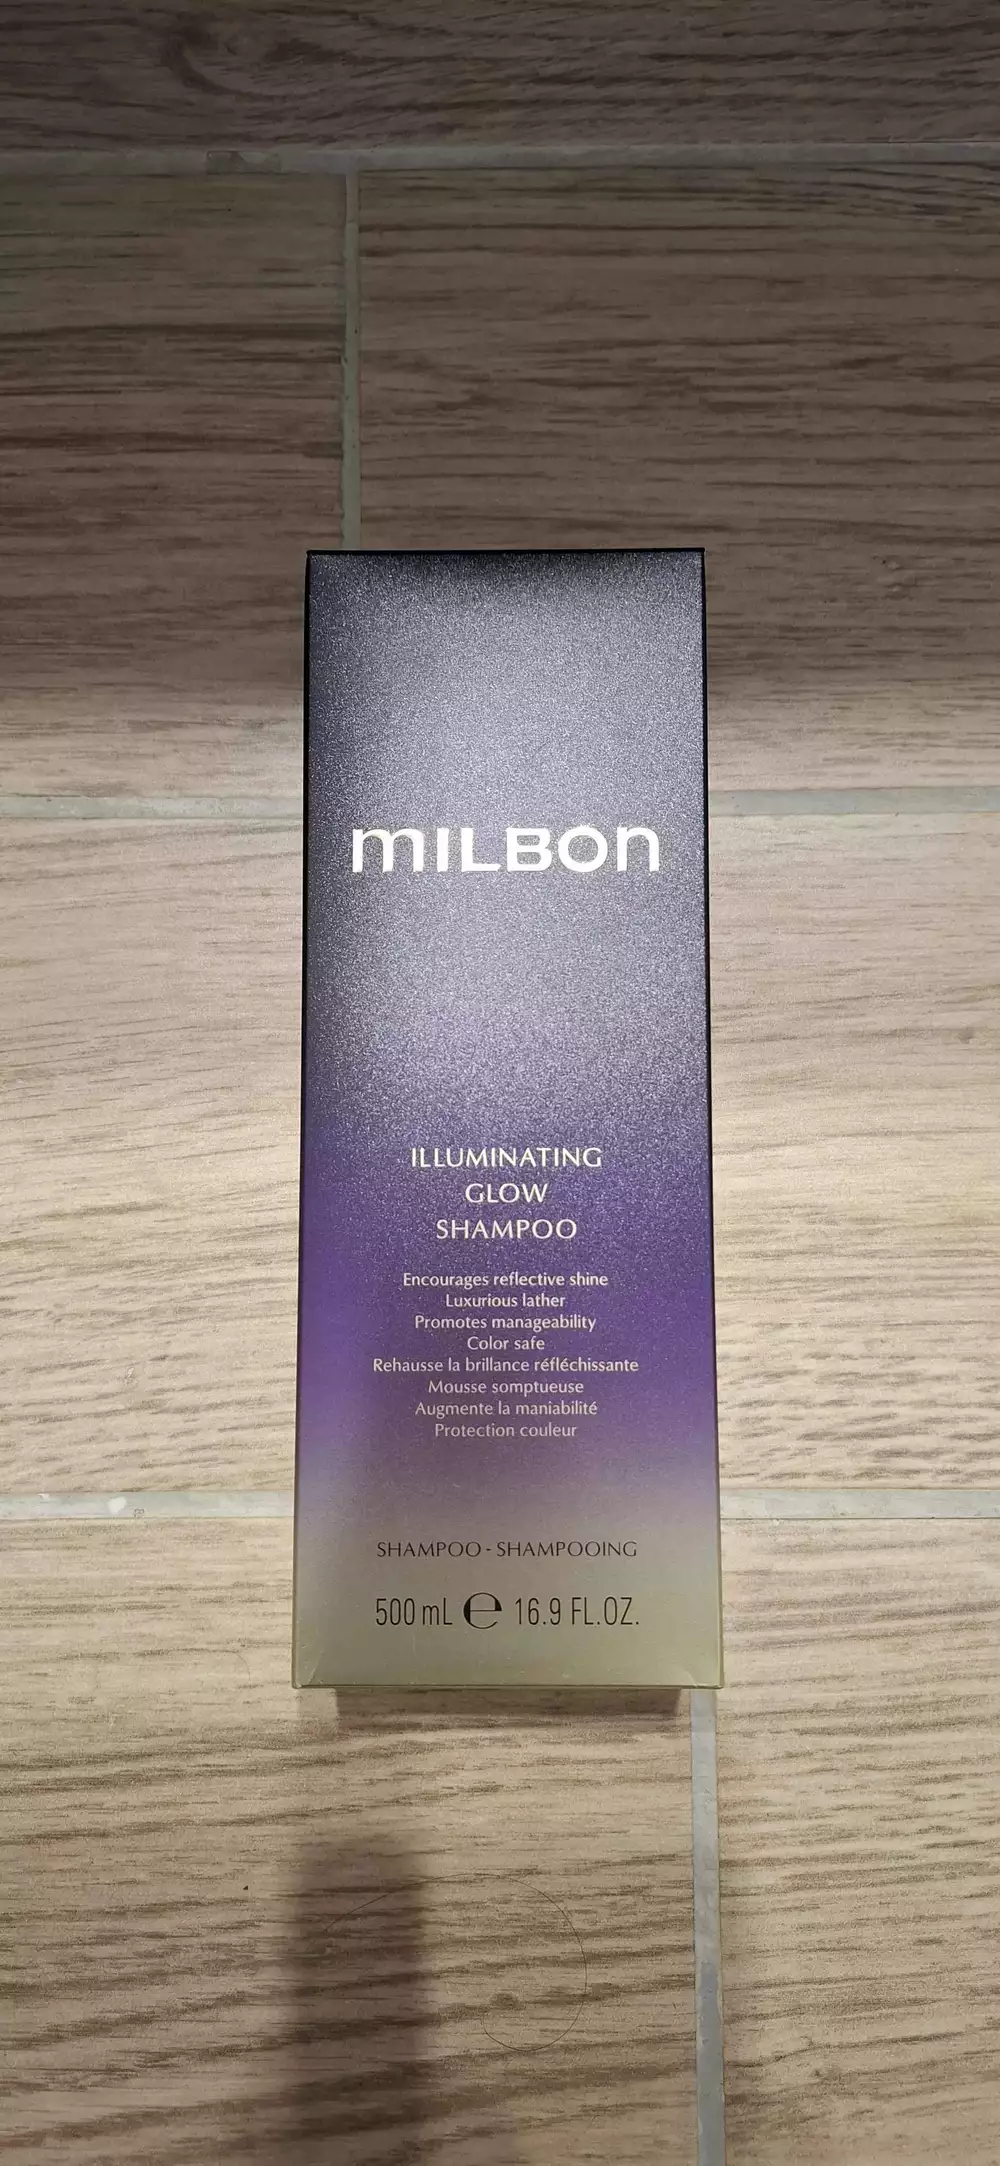 mILBON
ILLUMINATING
GLOW
SHAMPOO
Encourages reflective shine
Luxurious lather
Promotes manageability
Color safe
Rehausse la brillance réfléchissante
Mousse somptueuse
Augmente la maniabilité
Protection couleur
SHAMPOO - SHAMPOOING
500 mL ℮ 16.9 FL.OZ.